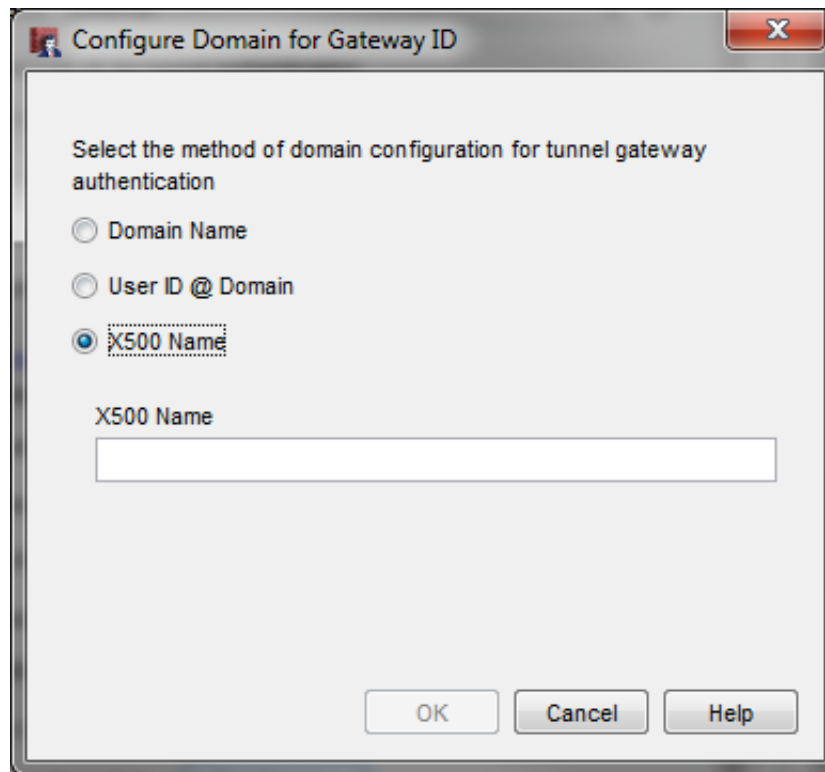 Configure Domain for Gateway ID
Select the method of domain configuration for tunnel gateway
authentication
Domain Name
User ID @ Domain
X500 Name
X500 Name
OK
Cancel
Help